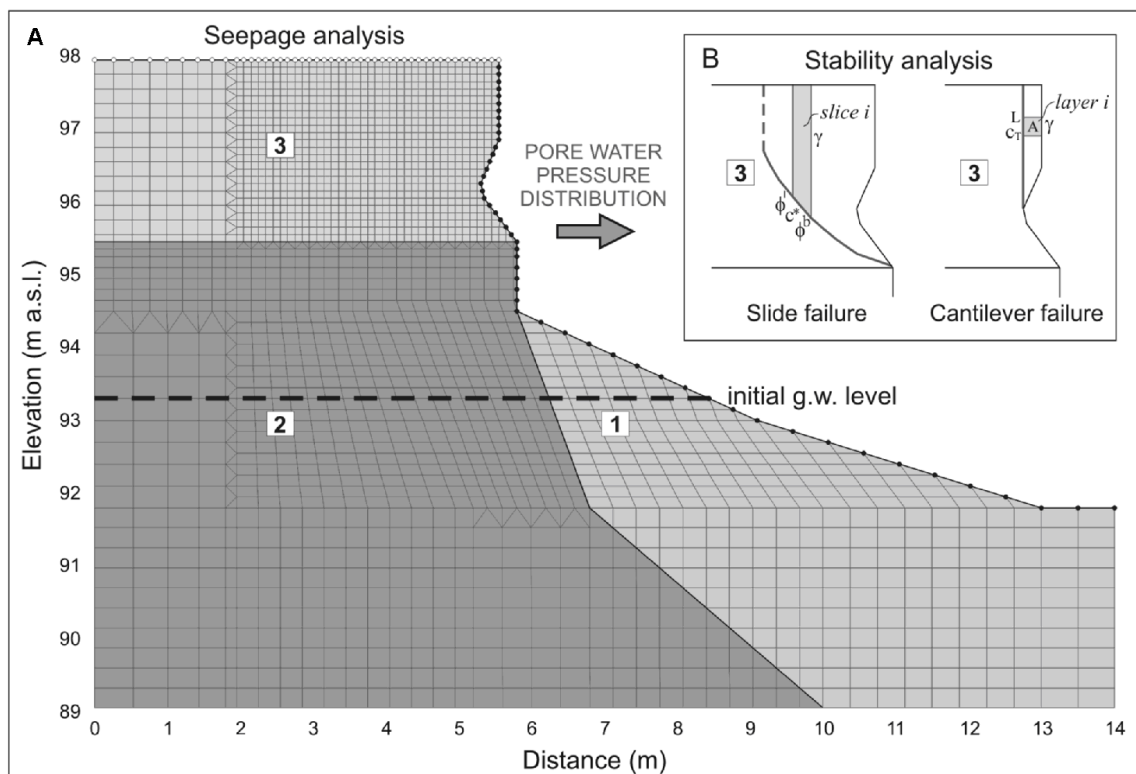 A
Seepage analysis
98
97
96
95
94
93
92
91
90
89
Elevation (m a.s.l.)
3
2
1
initial g.w. level
0 1 2 3 4 5 6 7 8 9 10 11 12 13 14
Distance (m)
PORE WATER
PRESSURE
DISTRIBUTION
B
Stability analysis
slice i
γ
3
ϕ' c* ϕb
Slide failure
layer i
L
cT
A
γ
3
Cantilever failure